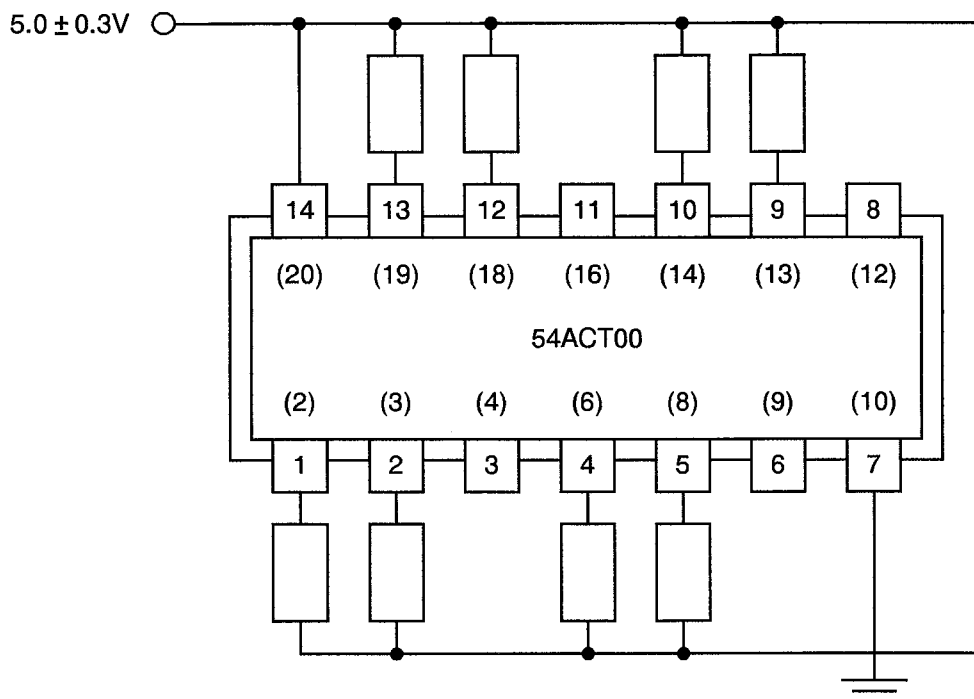 5.0 ± 0.3V
14 13 12 11 10 9 8
(20) (19) (18) (16) (14) (13) (12)
54ACT00
(2) (3) (4) (6) (8) (9) (10)
1 2 3 4 5 6 7